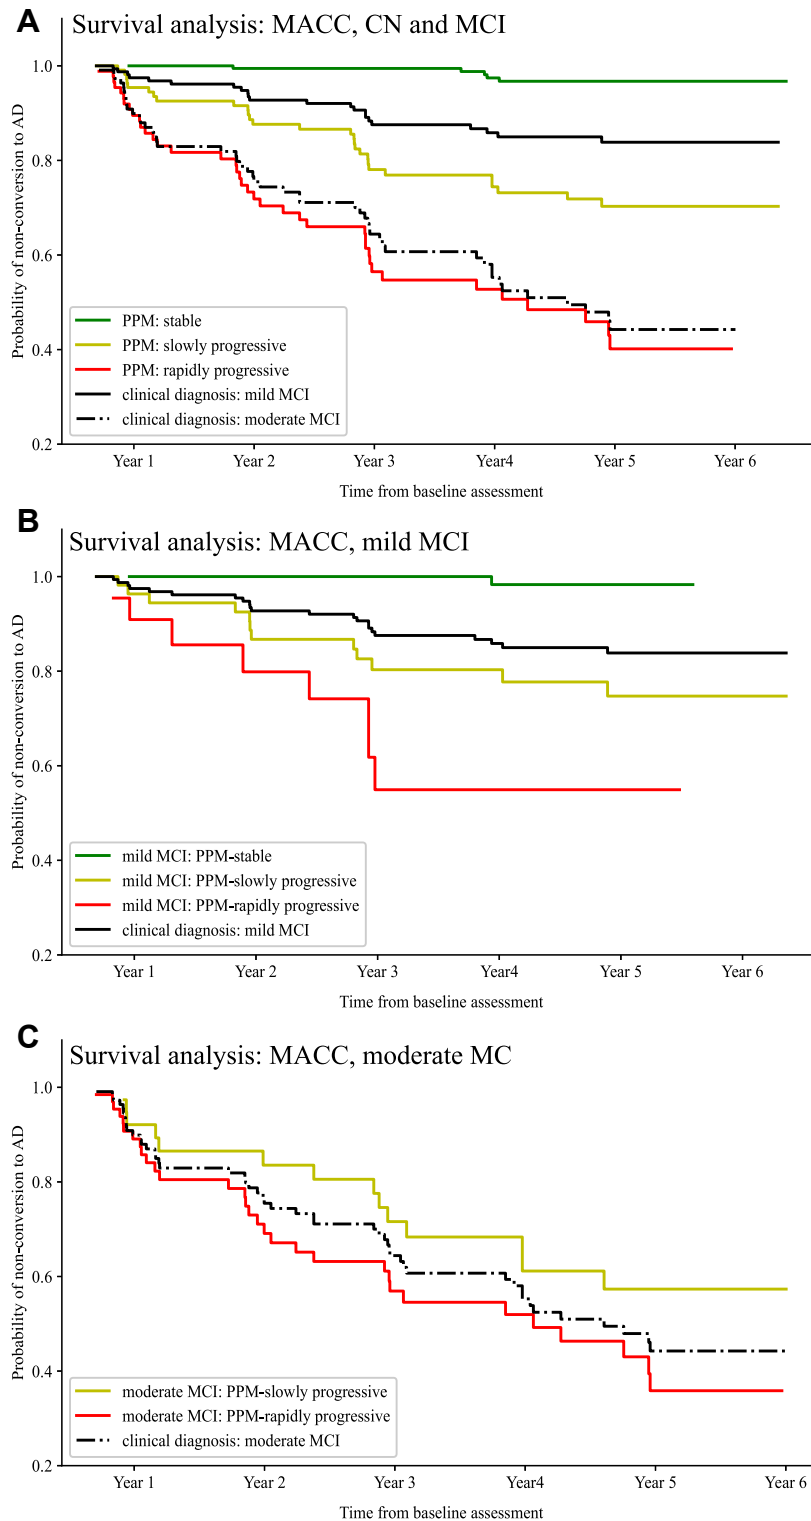 A
Survival analysis: MACC, CN and MCI
Probability of non-conversion to AD
1.0
0.8
0.6
0.4
0.2
PPM: stable
PPM: slowly progressive
PPM: rapidly progressive
clinical diagnosis: mild MCI
clinical diagnosis: moderate MCI
Year 1 Year 2 Year 3 Year4 Year 5 Year 6
Time from baseline assessment
B
Survival analysis: MACC, mild MCI
Probability of non-conversion to AD
1.0
0.8
0.6
0.4
0.2
mild MCI: PPM-stable
mild MCI: PPM-slowly progressive
mild MCI: PPM-rapidly progressive
clinical diagnosis: mild MCI
Year 1 Year 2 Year 3 Year4 Year 5 Year 6
Time from baseline assessment
C
Survival analysis: MACC, moderate MC
Probability of non-conversion to AD
1.0
0.8
0.6
0.4
0.2
moderate MCI: PPM-slowly progressive
moderate MCI: PPM-rapidly progressive
clinical diagnosis: moderate MCI
Year 1 Year 2 Year 3 Year4 Year 5 Year 6
Time from baseline assessment